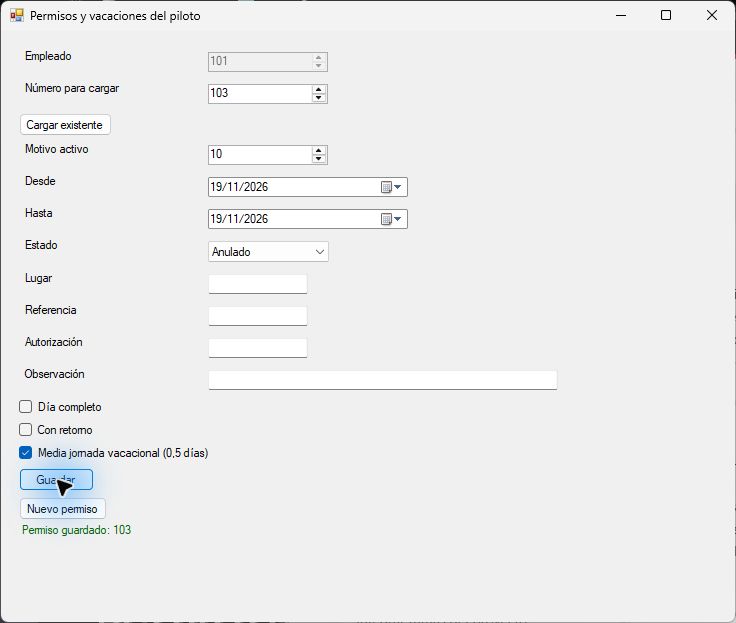 Permisos y vacaciones del piloto
Empleado 101
Número para cargar 103
Cargar existente
Motivo activo 10
Desde 19/11/2026
Hasta 19/11/2026
Estado Anulado
Lugar
Referencia
Autorización
Observación
Día completo
Con retorno
Media jornada vacacional (0,5 días)
Nuevo permiso
Permiso guardado: 103